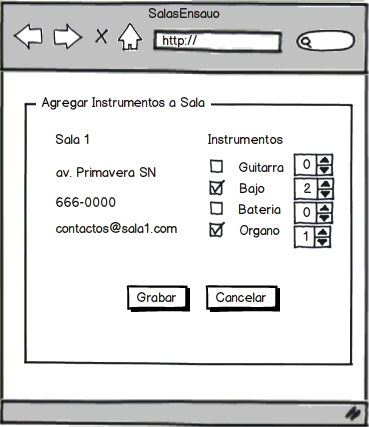 SalasEnsauo
http://
Agregar Instrumentos a Sala
Sala 1
Instrumentos
av. Primavera SN
666-0000
contactos@sala1.com
Guitarra 0
Bajo 2
Bateria 0
Organo 1
Grabar
Cancelar